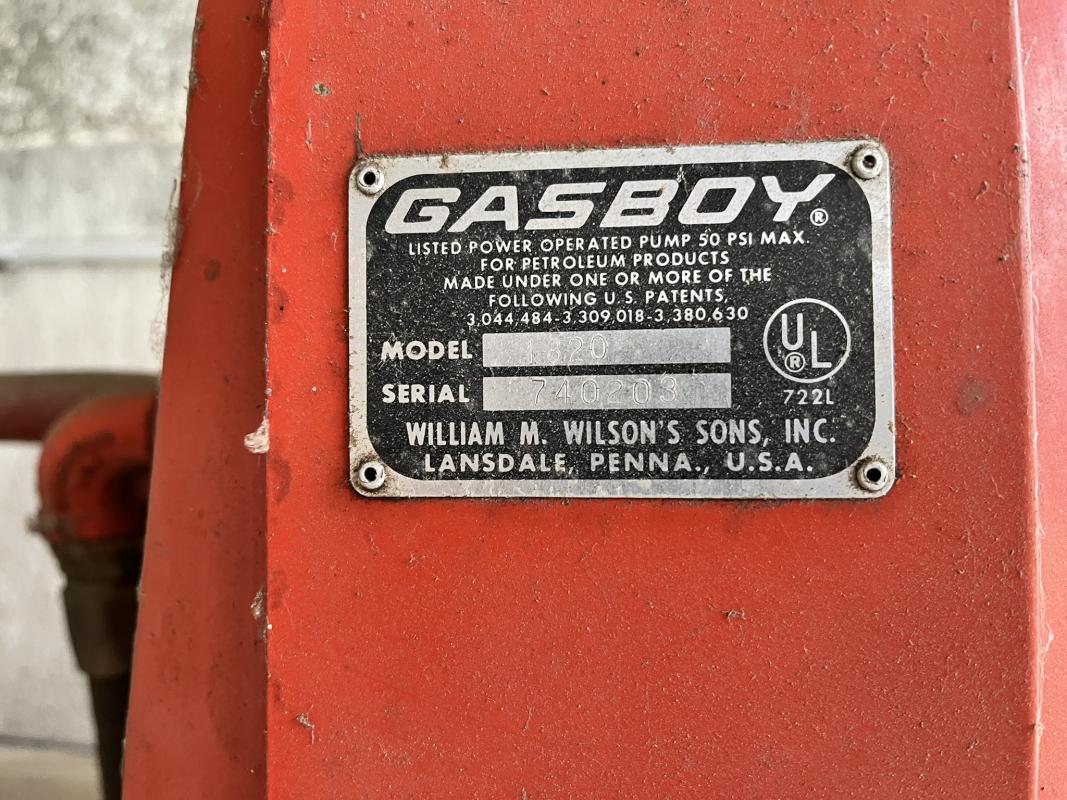 GASBOY®
LISTED POWER OPERATED PUMP 50 PSI MAX.
FOR PETROLEUM PRODUCTS
MADE UNDER ONE OR MORE OF THE
FOLLOWING U.S. PATENTS,
3,044,484-3,309,018-3,380,630
MODEL 1820
SERIAL 740203
UL®
722L
WILLIAM M. WILSON'S SONS, INC.
LANSDALE, PENNA., U.S.A.